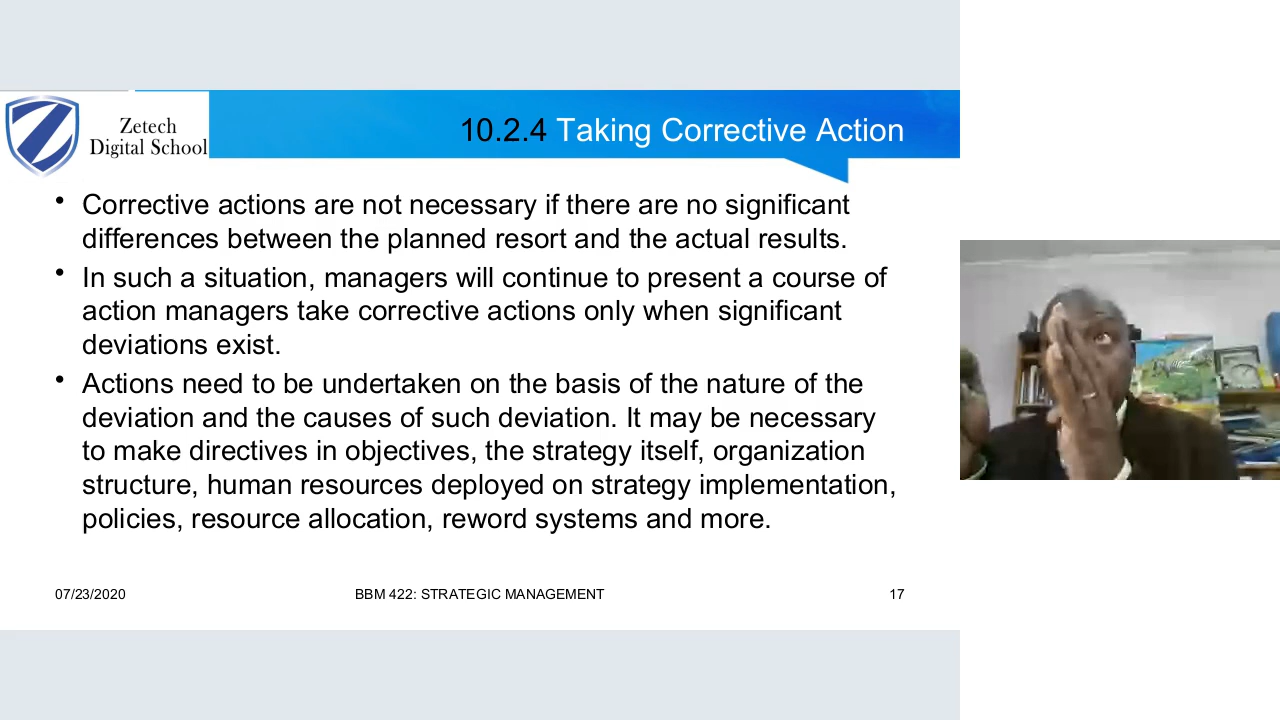 Zetech
Digital School
10.2.4 Taking Corrective Action
• Corrective actions are not necessary if there are no significant
differences between the planned resort and the actual results.
• In such a situation, managers will continue to present a course of
action managers take corrective actions only when significant
deviations exist.
• Actions need to be undertaken on the basis of the nature of the
deviation and the causes of such deviation. It may be necessary
to make directives in objectives, the strategy itself, organization
structure, human resources deployed on strategy implementation,
policies, resource allocation, reword systems and more.
07/23/2020
BBM 422: STRATEGIC MANAGEMENT
17